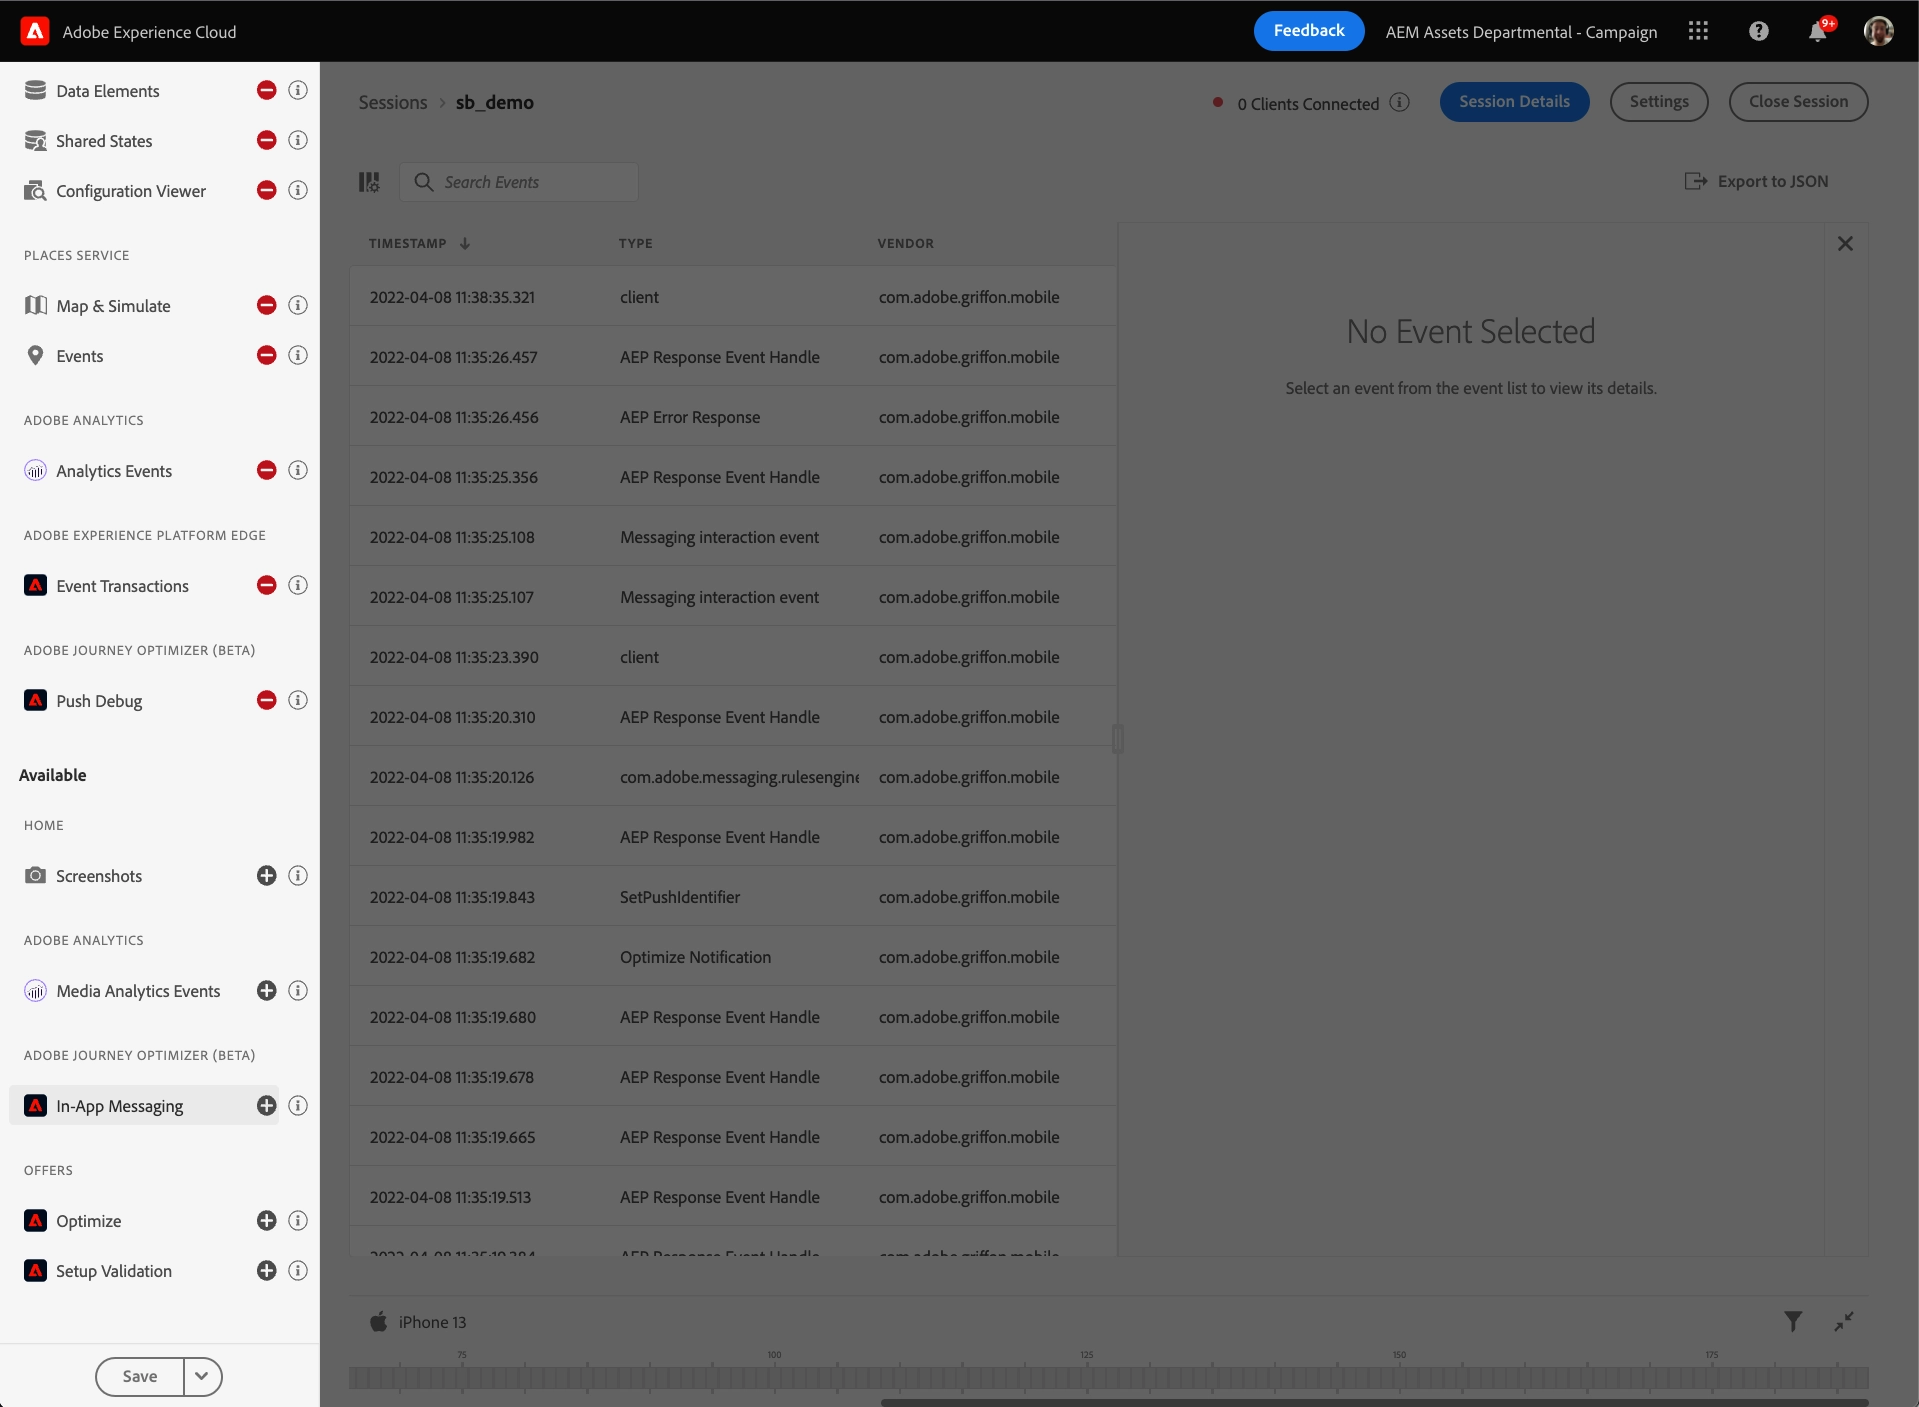 Adobe Experience Cloud
Feedback
AEM Assets Departmental - Campaign
9+
Data Elements
Shared States
Configuration Viewer
PLACES SERVICE
Map & Simulate
Events
ADOBE ANALYTICS
Analytics Events
ADOBE EXPERIENCE PLATFORM EDGE
Event Transactions
ADOBE JOURNEY OPTIMIZER (BETA)
Push Debug
Available
HOME
Screenshots
ADOBE ANALYTICS
Media Analytics Events
ADOBE JOURNEY OPTIMIZER (BETA)
In-App Messaging
OFFERS
Optimize
Setup Validation
Save
Sessions > sb_demo
0 Clients Connected
Session Details
Settings
Close Session
Search Events
Export to JSON
TIMESTAMP TYPE VENDOR
2022-04-08 11:38:35.321 client com.adobe.griffon.mobile
2022-04-08 11:35:26.457 AEP Response Event Handle com.adobe.griffon.mobile
2022-04-08 11:35:26.456 AEP Error Response com.adobe.griffon.mobile
2022-04-08 11:35:25.356 AEP Response Event Handle com.adobe.griffon.mobile
2022-04-08 11:35:25.108 Messaging interaction event com.adobe.griffon.mobile
2022-04-08 11:35:25.107 Messaging interaction event com.adobe.griffon.mobile
2022-04-08 11:35:23.390 client com.adobe.griffon.mobile
2022-04-08 11:35:20.310 AEP Response Event Handle com.adobe.griffon.mobile
2022-04-08 11:35:20.126 com.adobe.messaging.rulesengine com.adobe.griffon.mobile
2022-04-08 11:35:19.982 AEP Response Event Handle com.adobe.griffon.mobile
2022-04-08 11:35:19.843 SetPushIdentifier com.adobe.griffon.mobile
2022-04-08 11:35:19.682 Optimize Notification com.adobe.griffon.mobile
2022-04-08 11:35:19.680 AEP Response Event Handle com.adobe.griffon.mobile
2022-04-08 11:35:19.678 AEP Response Event Handle com.adobe.griffon.mobile
2022-04-08 11:35:19.665 AEP Response Event Handle com.adobe.griffon.mobile
2022-04-08 11:35:19.513 AEP Response Event Handle com.adobe.griffon.mobile
2022-04-08 11:35:19.384 AEP Response Event Handle com.adobe.griffon.mobile
No Event Selected
Select an event from the event list to view its details.
iPhone 13
75 100 125 150 175